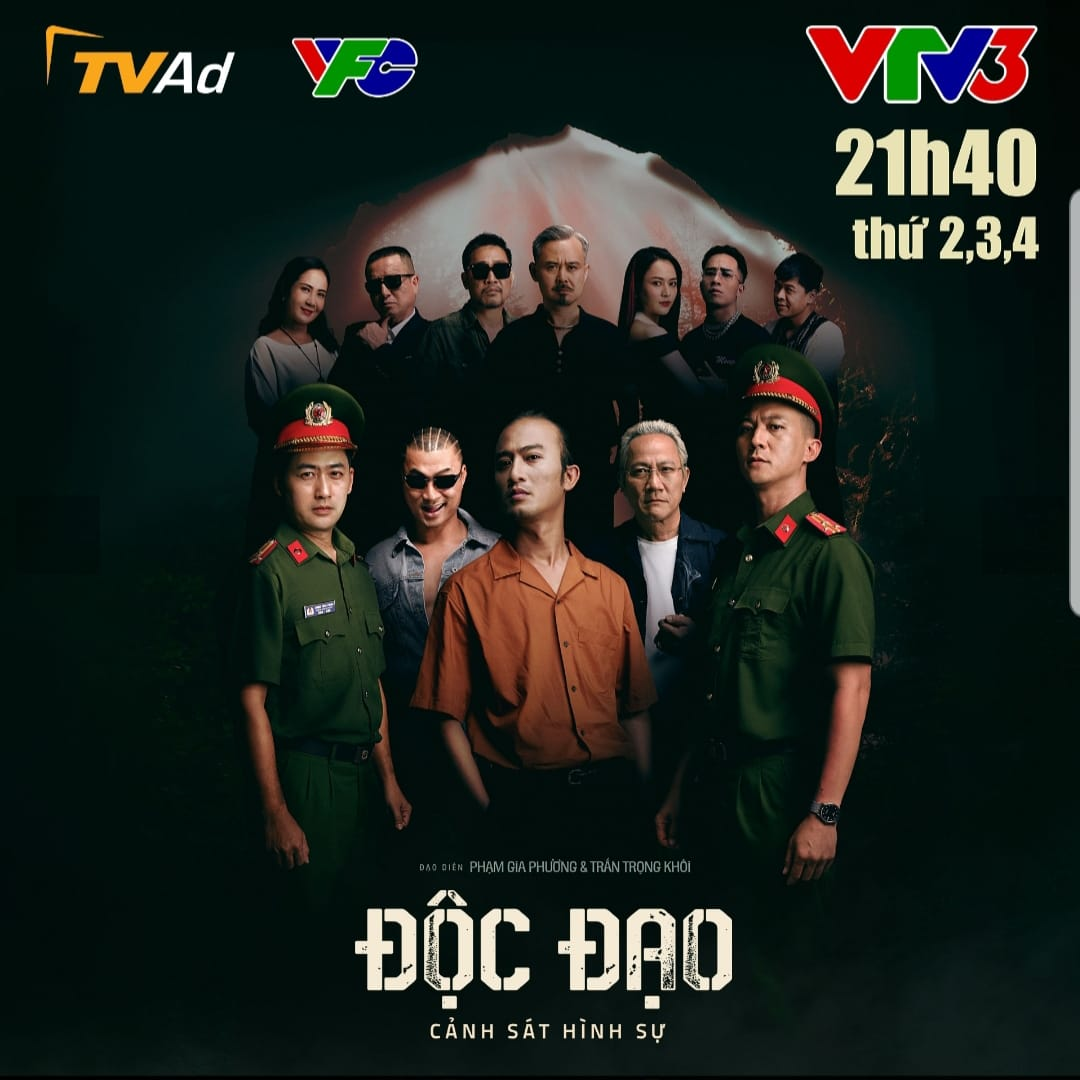 TVAd
VFC
VTV3
21h40
thứ 2,3,4
ĐẠO DIỄN PHẠM GIA PHƯƠNG & TRẦN TRỌNG KHÔI
ĐỘC ĐẠO
CẢNH SÁT HÌNH SỰ